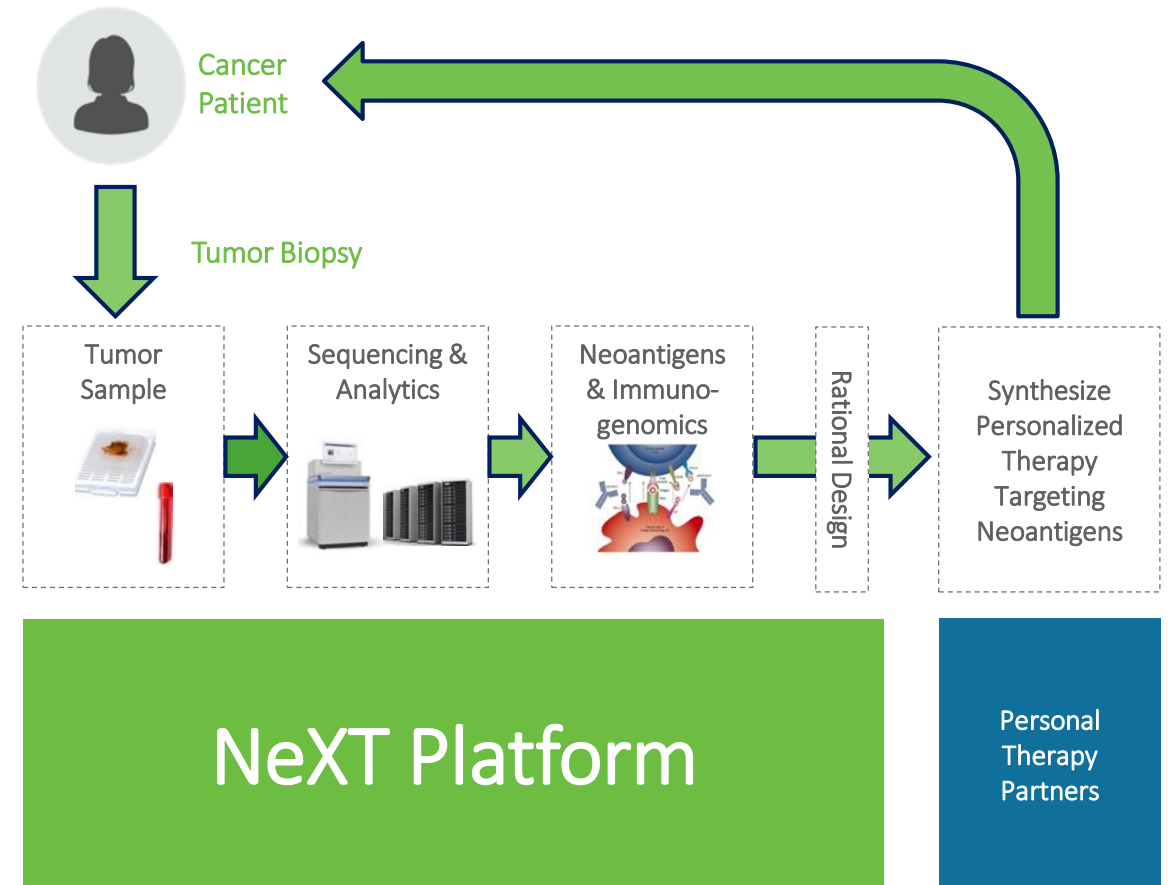 Cancer
Patient
Tumor Biopsy
Tumor
Sample
Sequencing &
Analytics
Neoantigens
& Immuno-
genomics
Rational Design
Synthesize
Personalized
Therapy
Targeting
Neoantigens
NeXT Platform
Personal
Therapy
Partners